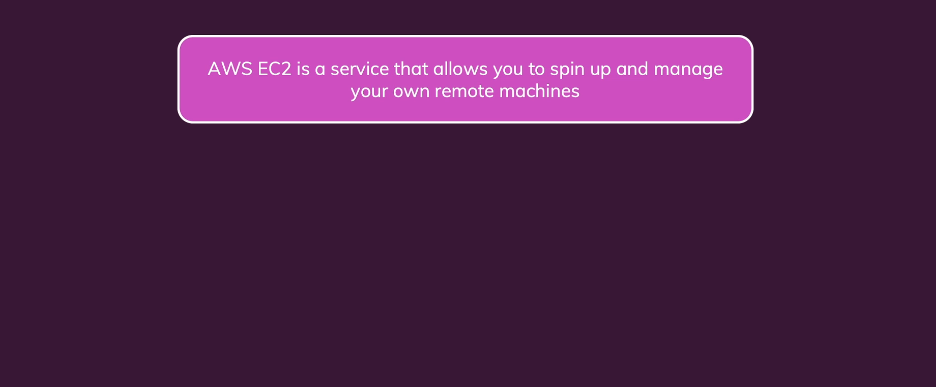 AWS EC2 is a service that allows you to spin up and manage
your own remote machines